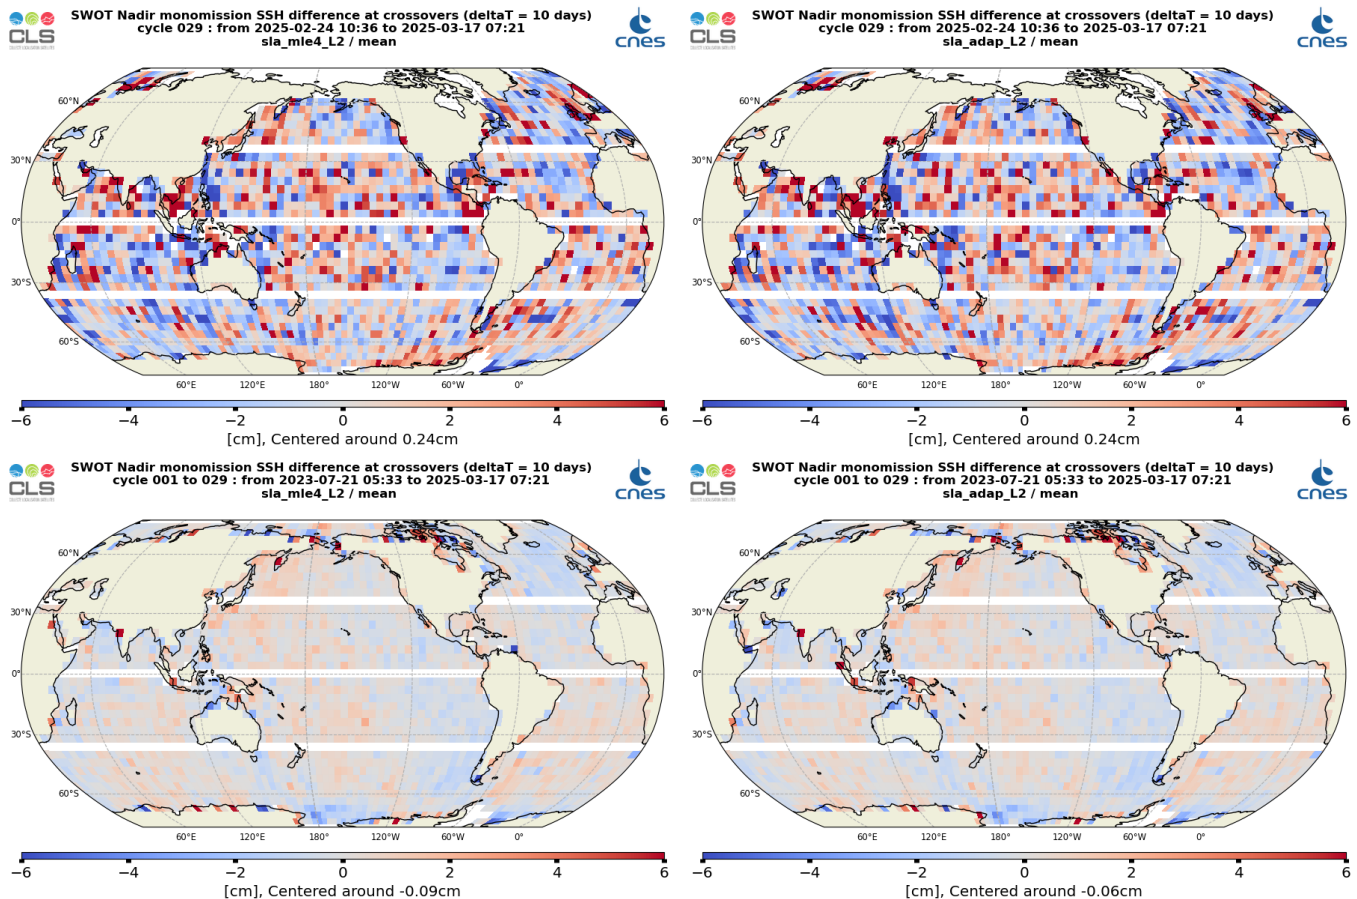 SWOT Nadir monomission SSH difference at crossovers (deltaT = 10 days)
cycle 029 : from 2025-02-24 10:36 to 2025-03-17 07:21
sla_mle4_L2 / mean
CLS
cnes
60°N
30°N
0°
30°S
60°S
60°E 120°E 180° 120°W 60°W 0°
−6 −4 −2 0 2 4 6
[cm], Centered around 0.24cm
SWOT Nadir monomission SSH difference at crossovers (deltaT = 10 days)
cycle 029 : from 2025-02-24 10:36 to 2025-03-17 07:21
sla_adap_L2 / mean
CLS
cnes
60°N
30°N
0°
30°S
60°S
60°E 120°E 180° 120°W 60°W 0°
−6 −4 −2 0 2 4 6
[cm], Centered around 0.24cm
SWOT Nadir monomission SSH difference at crossovers (deltaT = 10 days)
cycle 001 to 029 : from 2023-07-21 05:33 to 2025-03-17 07:21
sla_mle4_L2 / mean
CLS
cnes
60°N
30°N
0°
30°S
60°S
60°E 120°E 180° 120°W 60°W 0°
−6 −4 −2 0 2 4 6
[cm], Centered around -0.09cm
SWOT Nadir monomission SSH difference at crossovers (deltaT = 10 days)
cycle 001 to 029 : from 2023-07-21 05:33 to 2025-03-17 07:21
sla_adap_L2 / mean
CLS
cnes
60°N
30°N
0°
30°S
60°S
60°E 120°E 180° 120°W 60°W 0°
−6 −4 −2 0 2 4 6
[cm], Centered around -0.06cm